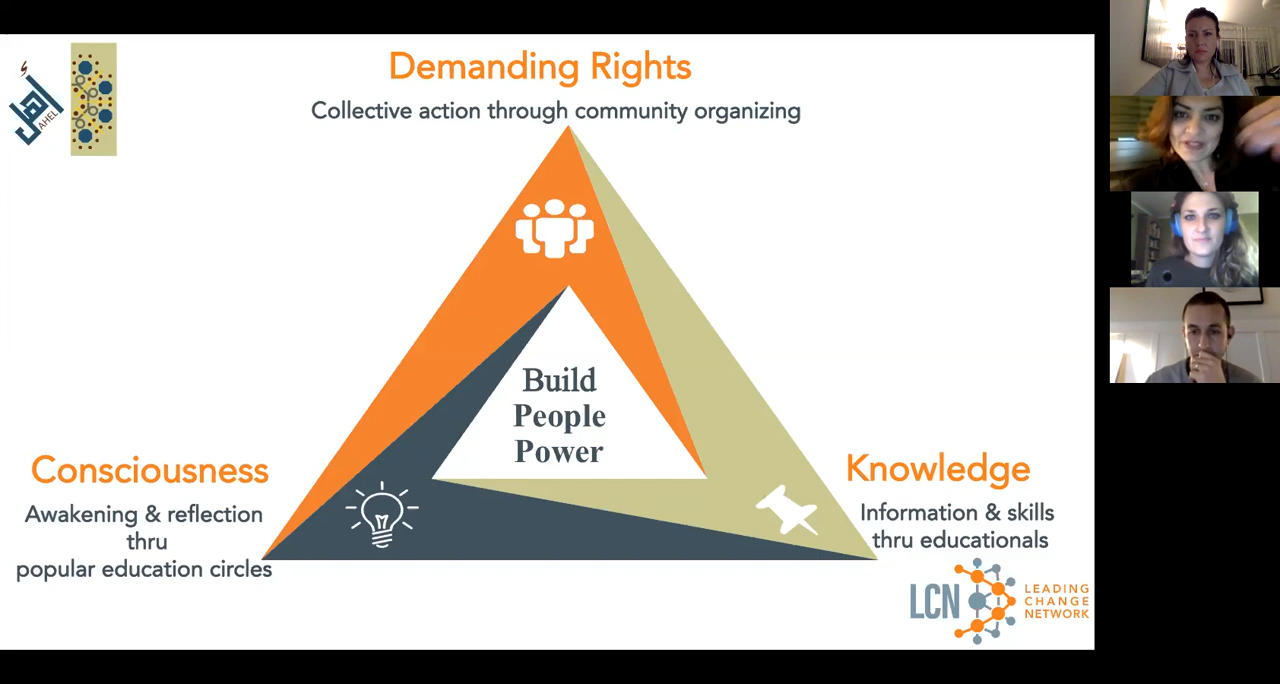 Demanding Rights
Collective action through community organizing
AHEL
Build
People
Power
Consciousness
Awakening & reflection
thru
popular education circles
Knowledge
Information & skills
thru educationals
LCN
LEADING
CHANGE
NETWORK